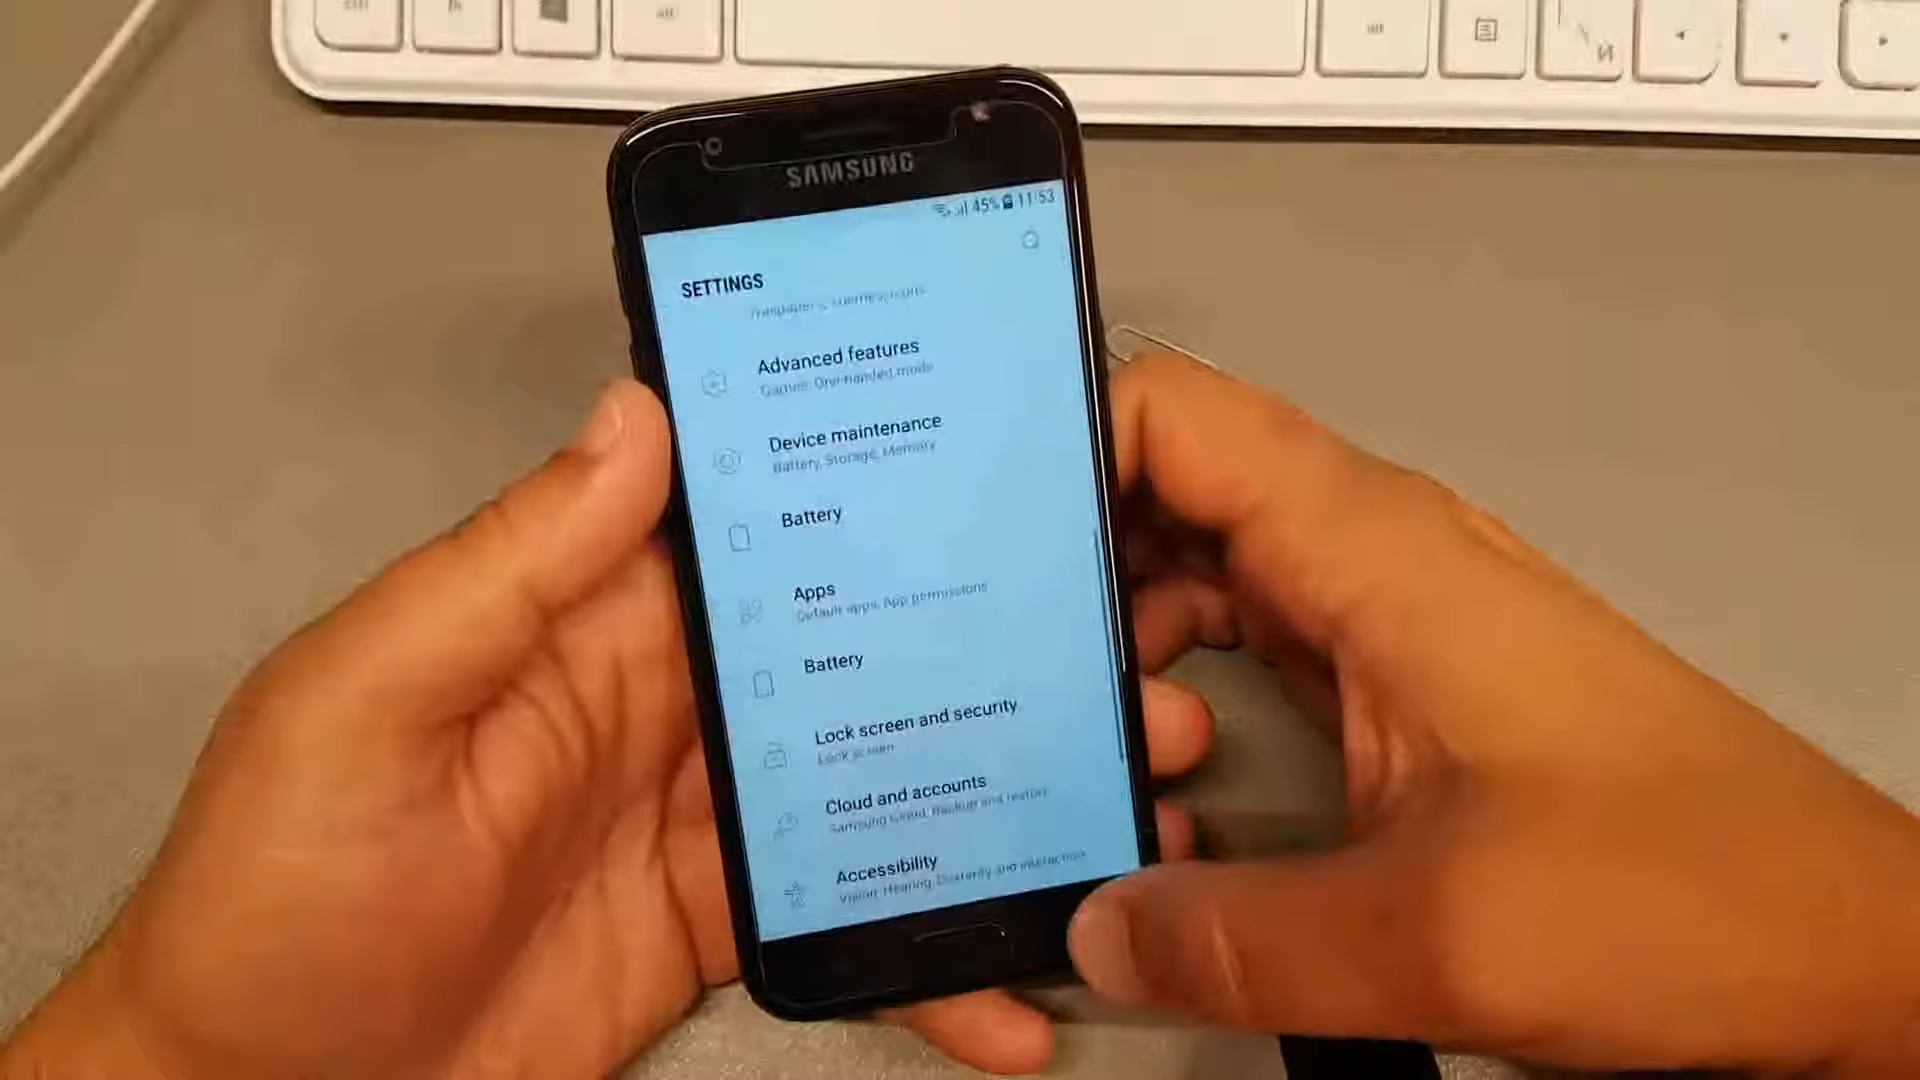 SAMSUNG
45% 11:53
SETTINGS
Advanced features
Games, One-handed mode
Device maintenance
Battery, Storage, Memory
Battery
Apps
Default apps, App permissions
Battery
Lock screen and security
Lock screen
Cloud and accounts
Samsung Cloud, Backup and restore
Accessibility
Vision, Hearing, Dexterity and interaction